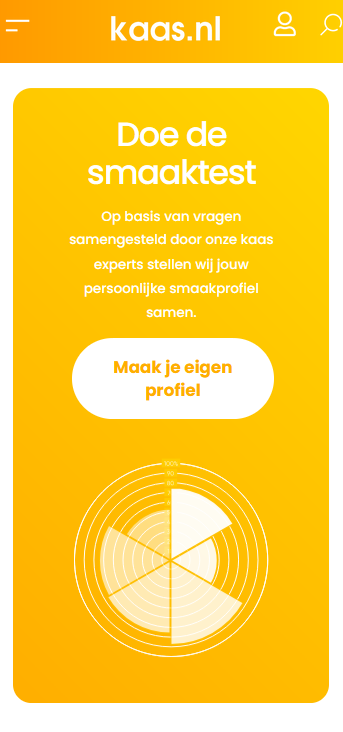 kaas.nl
Doe de
smaaktest
Op basis van vragen
samengesteld door onze kaas
experts stellen wij jouw
persoonlijke smaakprofiel
samen.
Maak je eigen
profiel
100%
90
80